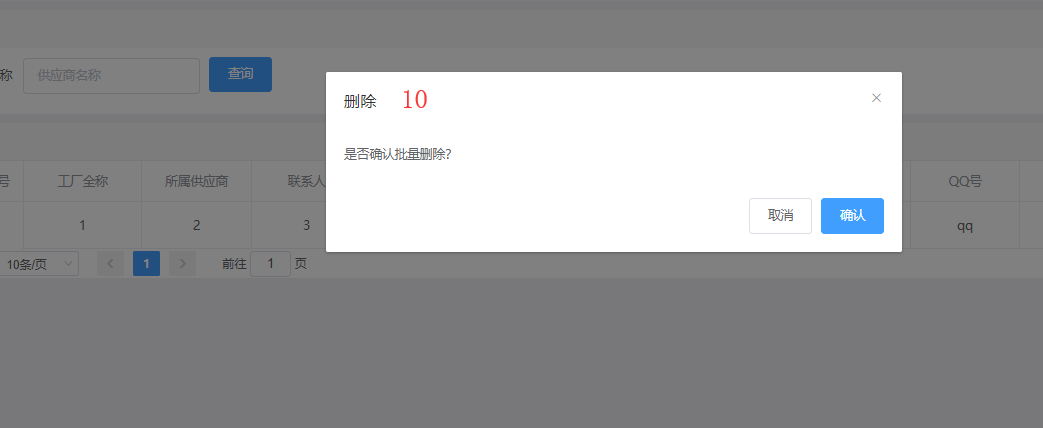 称 供应商名称 查询
删除 10
是否确认批量删除?
取消 确认
号 工厂全称 所属供应商 联系人 QQ号
1 2 3 qq
10条/页 1 前往 1 页